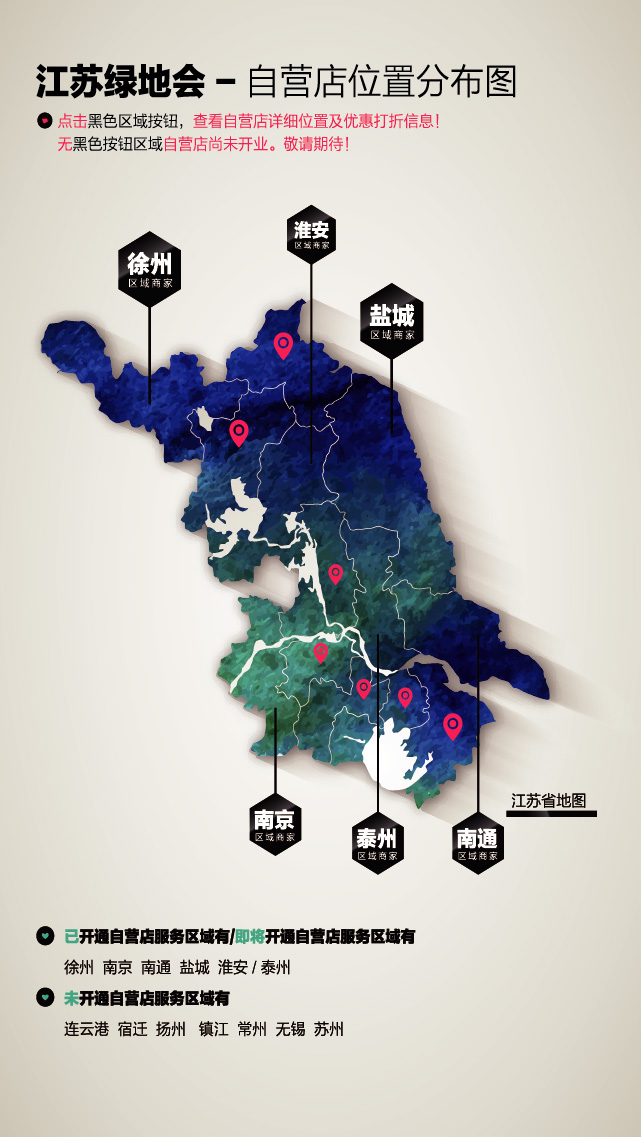 江苏绿地会 – 自营店位置分布图
点击黑色区域按钮，查看自营店详细位置及优惠打折信息！
无黑色按钮区域自营店尚未开业。敬请期待！
淮安
区域商家
徐州
区域商家
盐城
区域商家
江苏省地图
南京
区域商家
泰州
区域商家
南通
区域商家
已开通自营店服务区域有/即将开通自营店服务区域有
徐州 南京 南通 盐城 淮安 / 泰州
未开通自营店服务区域有
连云港 宿迁 扬州 镇江 常州 无锡 苏州